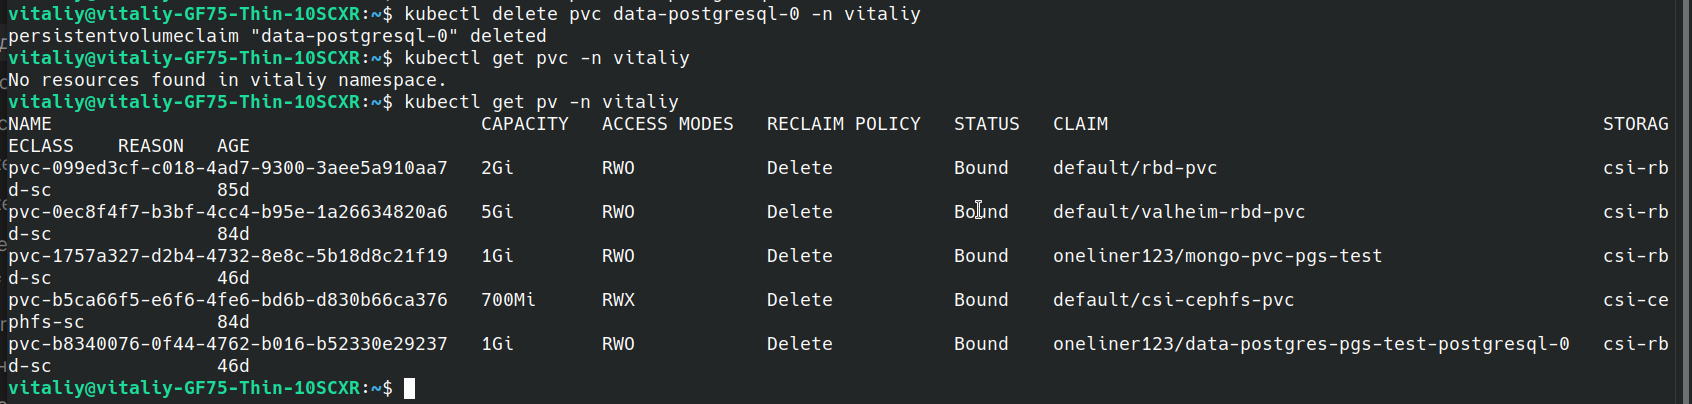 vitaliy@vitaliy-GF75-Thin-10SCXR:~$ kubectl delete pvc data-postgresql-0 -n vitaliy
persistentvolumeclaim "data-postgresql-0" deleted
vitaliy@vitaliy-GF75-Thin-10SCXR:~$ kubectl get pvc -n vitaliy
No resources found in vitaliy namespace.
vitaliy@vitaliy-GF75-Thin-10SCXR:~$ kubectl get pv -n vitaliy
NAME                                       CAPACITY   ACCESS MODES   RECLAIM POLICY   STATUS   CLAIM                                             STORAG
ECLASS    REASON   AGE
pvc-099ed3cf-c018-4ad7-9300-3aee5a910aa7   2Gi        RWO            Delete           Bound    default/rbd-pvc                                   csi-rb
d-sc               85d
pvc-0ec8f4f7-b3bf-4cc4-b95e-1a26634820a6   5Gi        RWO            Delete           Bound    default/valheim-rbd-pvc                           csi-rb
d-sc               84d
pvc-1757a327-d2b4-4732-8e8c-5b18d8c21f19   1Gi        RWO            Delete           Bound    oneliner123/mongo-pvc-pgs-test                    csi-rb
d-sc               46d
pvc-b5ca66f5-e6f6-4fe6-bd6b-d830b66ca376   700Mi      RWX            Delete           Bound    default/csi-cephfs-pvc                            csi-ce
phfs-sc            84d
pvc-b8340076-0f44-4762-b016-b52330e29237   1Gi        RWO            Delete           Bound    oneliner123/data-postgres-pgs-test-postgresql-0   csi-rb
d-sc               46d
vitaliy@vitaliy-GF75-Thin-10SCXR:~$